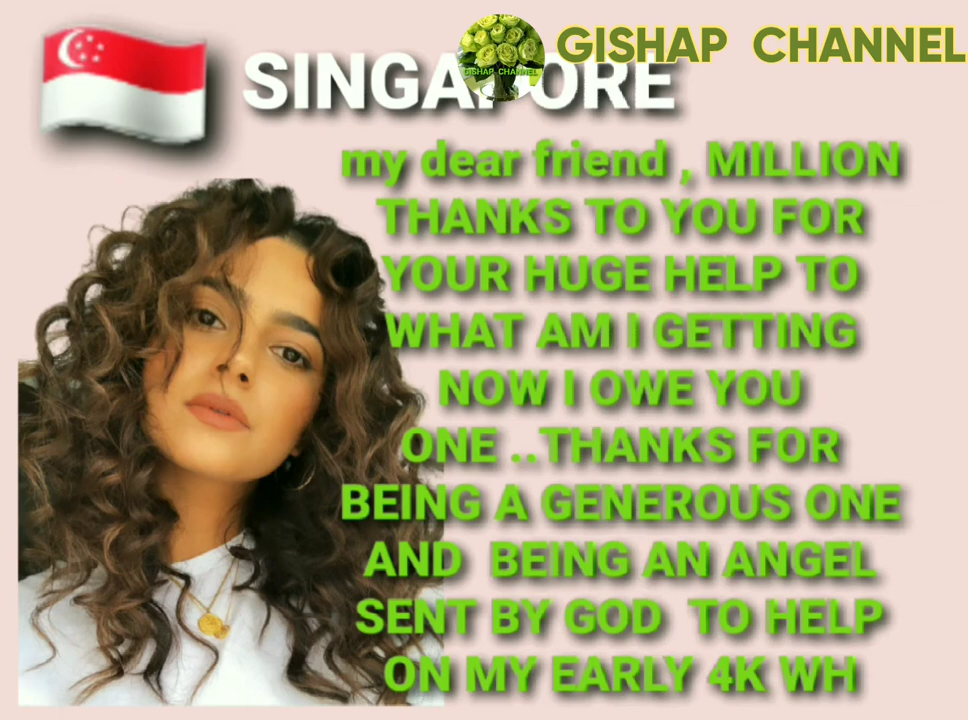 GISHAP CHANNEL
GISHAP CHANNEL
SINGAPORE
my dear friend , MILLION
THANKS TO YOU FOR
YOUR HUGE HELP TO
WHAT AM I GETTING
NOW I OWE YOU
ONE ..THANKS FOR
BEING A GENEROUS ONE
AND BEING AN ANGEL
SENT BY GOD TO HELP
ON MY EARLY 4K WH